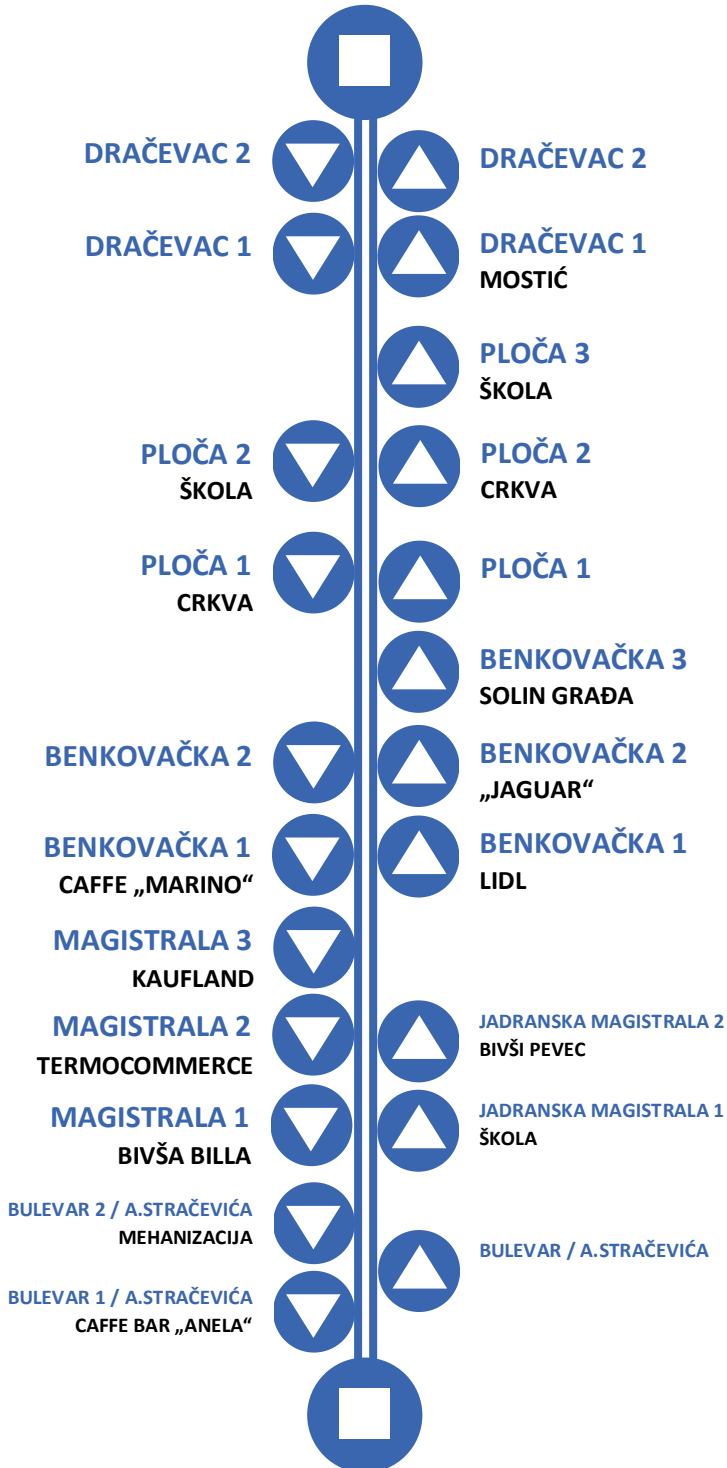 DRAČEVAC 2
DRAČEVAC 1
PLOČA 2
ŠKOLA
PLOČA 1
CRKVA
BENKOVAČKA 2
BENKOVAČKA 1
CAFFE „MARINO“
MAGISTRALA 3
KAUFLAND
MAGISTRALA 2
TERMOCOMMERCE
MAGISTRALA 1
BIVŠA BILLA
BULEVAR 2 / A.STRAČEVIĆA
MEHANIZACIJA
BULEVAR 1 / A.STRAČEVIĆA
CAFFE BAR „ANELA“
DRAČEVAC 2
DRAČEVAC 1
MOSTIĆ
PLOČA 3
ŠKOLA
PLOČA 2
CRKVA
PLOČA 1
BENKOVAČKA 3
SOLIN GRAĐA
BENKOVAČKA 2
„JAGUAR“
BENKOVAČKA 1
LIDL
JADRANSKA MAGISTRALA 2
BIVŠI PEVEC
JADRANSKA MAGISTRALA 1
ŠKOLA
BULEVAR / A.STRAČEVIĆA